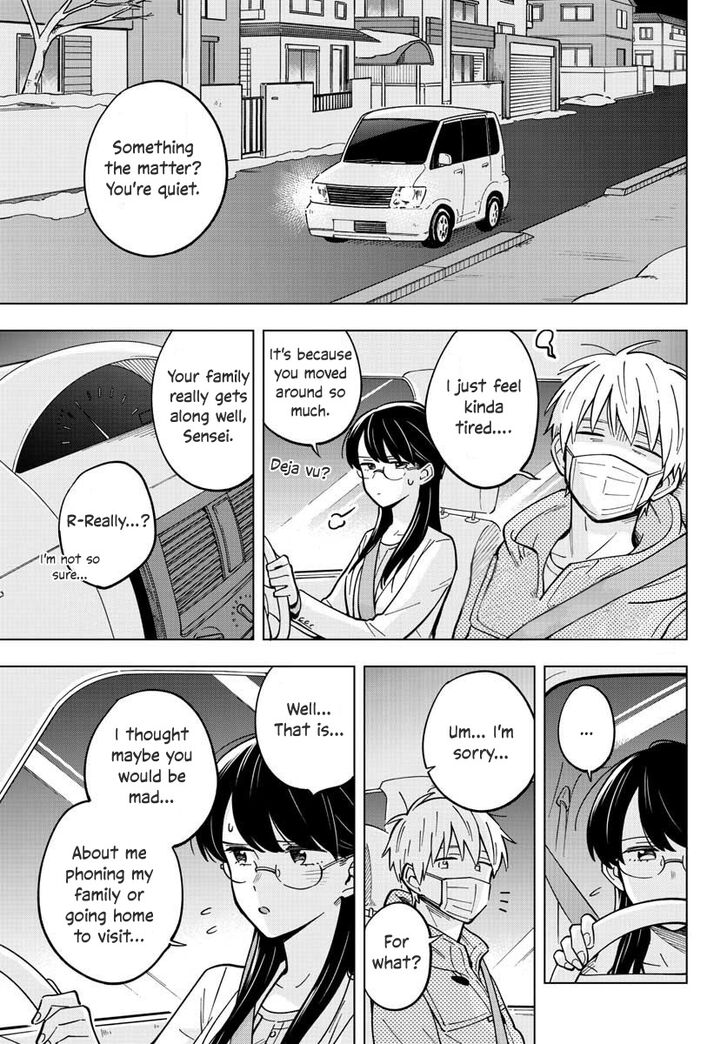 Something
the matter?
You're quiet.
I just feel
kinda
tired....
It's because
you moved
around so
much.
Deja vu?
Your family
really gets
along well,
Sensei.
R-Really...?
I'm not so
sure...
...
Um... I'm
sorry...
For
what?
Well...
That is...
I thought
maybe you
would be
mad...
About me
phoning my
family or
going home
to visit...